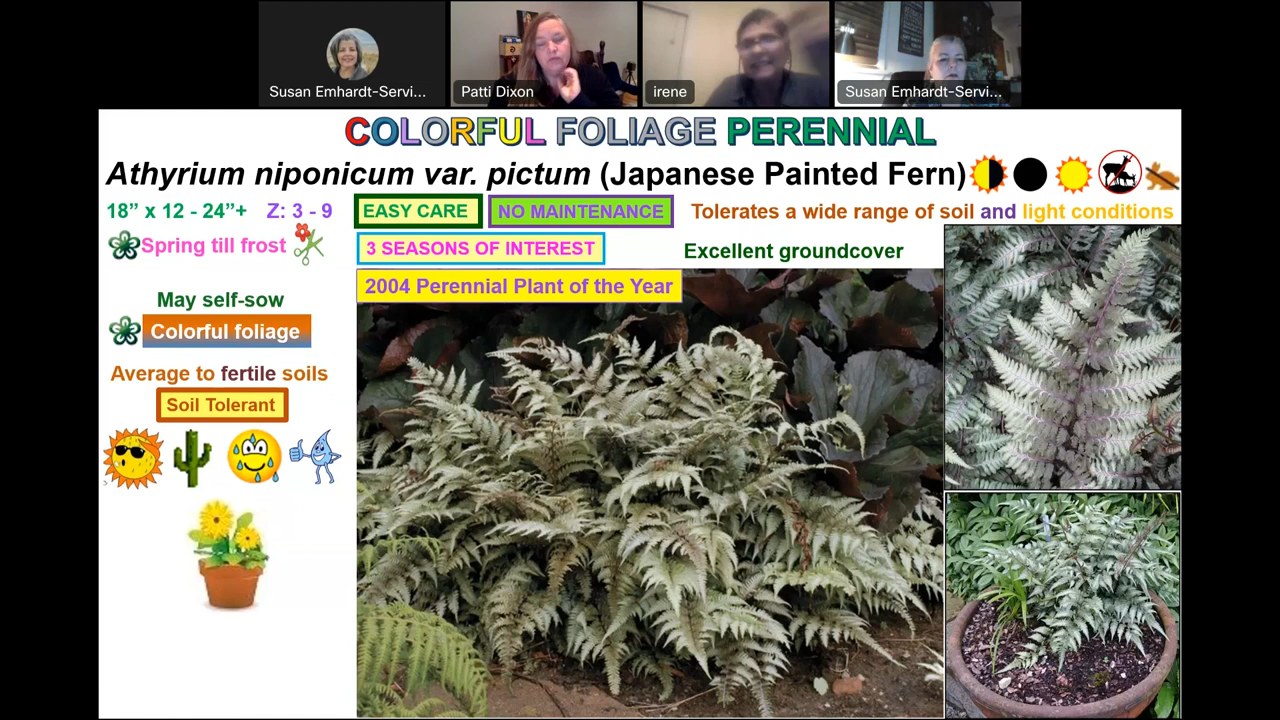 Susan Emhardt-Servi...
Patti Dixon
irene
Susan Emhardt-Servi...
COLORFUL FOLIAGE PERENNIAL
Athyrium niponicum var. pictum (Japanese Painted Fern)
18” x 12 - 24”+ Z: 3 - 9
EASY CARE
NO MAINTENANCE
Tolerates a wide range of soil and light conditions
Spring till frost
3 SEASONS OF INTEREST
Excellent groundcover
2004 Perennial Plant of the Year
May self-sow
Colorful foliage
Average to fertile soils
Soil Tolerant